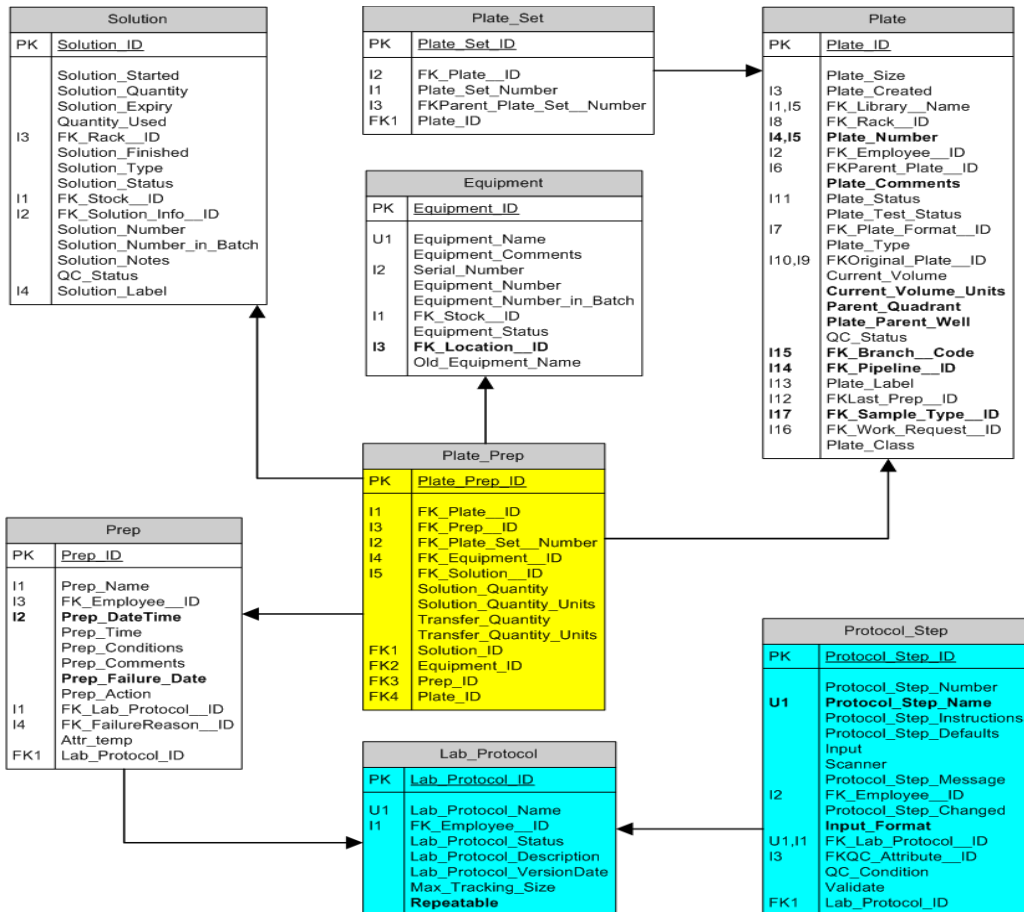 Solution
PK Solution_ID
Solution_Started
Solution_Quantity
Solution_Expiry
Quantity_Used
I3 FK_Rack__ID
Solution_Finished
Solution_Type
Solution_Status
I1 FK_Stock__ID
I2 FK_Solution_Info__ID
Solution_Number
Solution_Number_in_Batch
Solution_Notes
QC_Status
I4 Solution_Label
Plate_Set
PK Plate_Set_ID
I2 FK_Plate__ID
I1 Plate_Set_Number
I3 FKParent_Plate_Set__Number
FK1 Plate_ID
Plate
PK Plate_ID
Plate_Size
I3 Plate_Created
I1,I5 FK_Library__Name
I8 FK_Rack__ID
I4,I5 Plate_Number
I2 FK_Employee__ID
I6 FKParent_Plate__ID
Plate_Comments
I11 Plate_Status
Plate_Test_Status
I7 FK_Plate_Format__ID
Plate_Type
I10,I9 FKOriginal_Plate__ID
Current_Volume
Current_Volume_Units
Parent_Quadrant
Plate_Parent_Well
QC_Status
I15 FK_Branch__Code
I14 FK_Pipeline__ID
I13 Plate_Label
I12 FKLast_Prep__ID
I17 FK_Sample_Type__ID
I16 FK_Work_Request__ID
Plate_Class
Equipment
PK Equipment_ID
U1 Equipment_Name
Equipment_Comments
I2 Serial_Number
Equipment_Number
Equipment_Number_in_Batch
I1 FK_Stock__ID
Equipment_Status
I3 FK_Location__ID
Old_Equipment_Name
Plate_Prep
PK Plate_Prep_ID
I1 FK_Plate__ID
I3 FK_Prep__ID
I2 FK_Plate_Set__Number
I4 FK_Equipment__ID
I5 FK_Solution__ID
Solution_Quantity
Solution_Quantity_Units
Transfer_Quantity
Transfer_Quantity_Units
FK1 Solution_ID
FK2 Equipment_ID
FK3 Prep_ID
FK4 Plate_ID
Prep
PK Prep_ID
I1 Prep_Name
I3 FK_Employee__ID
I2 Prep_DateTime
Prep_Time
Prep_Conditions
Prep_Comments
Prep_Failure_Date
Prep_Action
I1 FK_Lab_Protocol__ID
I4 FK_FailureReason__ID
Attr_temp
FK1 Lab_Protocol_ID
Lab_Protocol
PK Lab_Protocol_ID
U1 Lab_Protocol_Name
I1 FK_Employee__ID
Lab_Protocol_Status
Lab_Protocol_Description
Lab_Protocol_VersionDate
Max_Tracking_Size
Repeatable
Protocol_Step
PK Protocol_Step_ID
Protocol_Step_Number
U1 Protocol_Step_Name
Protocol_Step_Instructions
Protocol_Step_Defaults
Input
Scanner
Protocol_Step_Message
I2 FK_Employee__ID
Protocol_Step_Changed
Input_Format
U1,I1 FK_Lab_Protocol__ID
I3 FKQC_Attribute__ID
QC_Condition
Validate
FK1 Lab_Protocol_ID